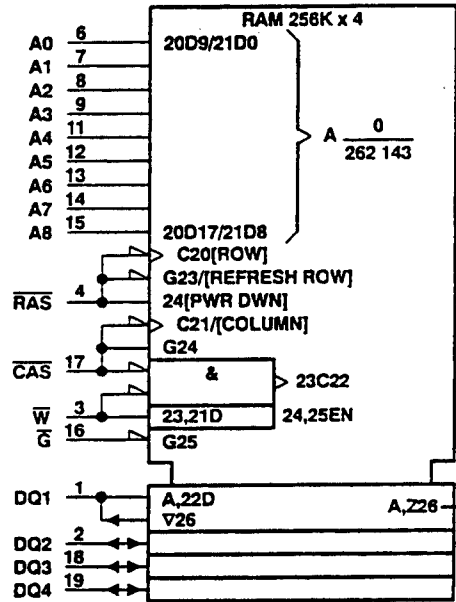 RAM 256K x 4
A0 6 20D9/21D0
A1 7
A2 8
A3 9
A4 11
A5 12
A6 13
A7 14
A8 15 20D17/21D8
A 0
262 143
C20[ROW]
G23/[REFRESH ROW]
RAS 4 24[PWR DWN]
C21/[COLUMN]
G24
CAS 17
& 23C22
W 3 23,21D 24,25EN
G 16 G25
DQ1 1 A,22D
∇26 A,Z26
DQ2 2
DQ3 18
DQ4 19